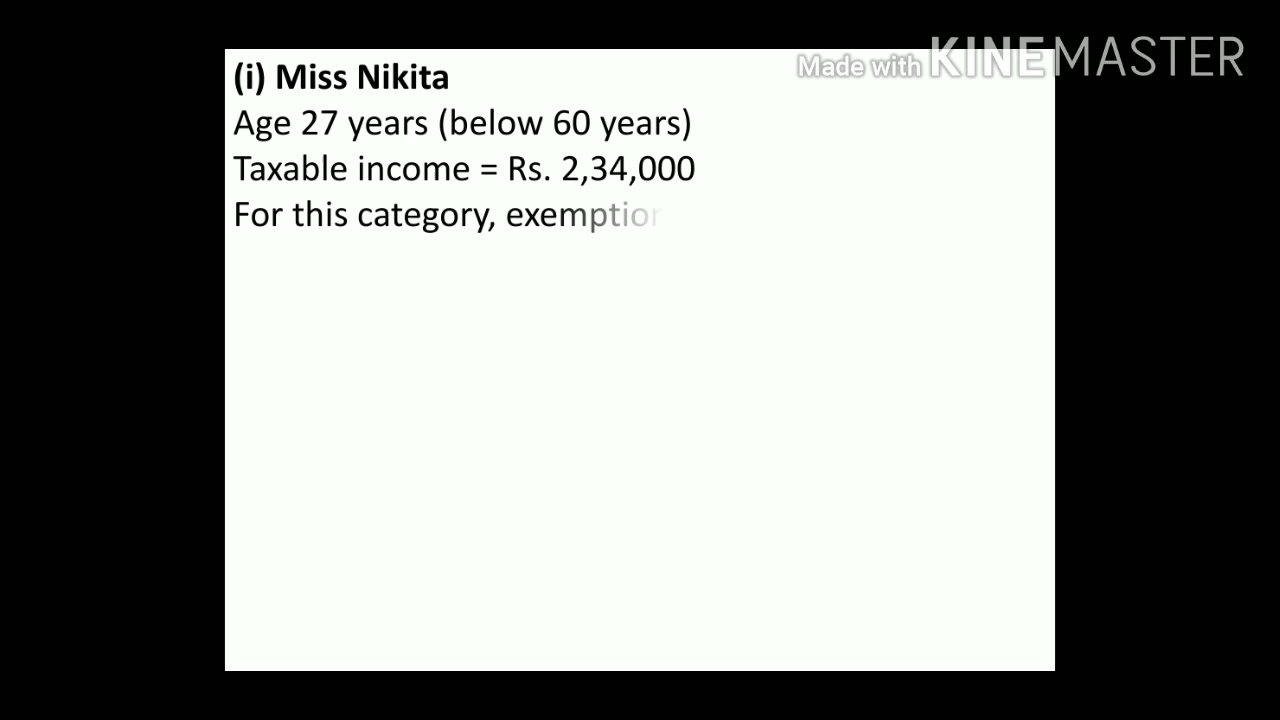 Made with KINEMASTER
(i) Miss Nikita
Age 27 years (below 60 years)
Taxable income = Rs. 2,34,000
For this category, exemption